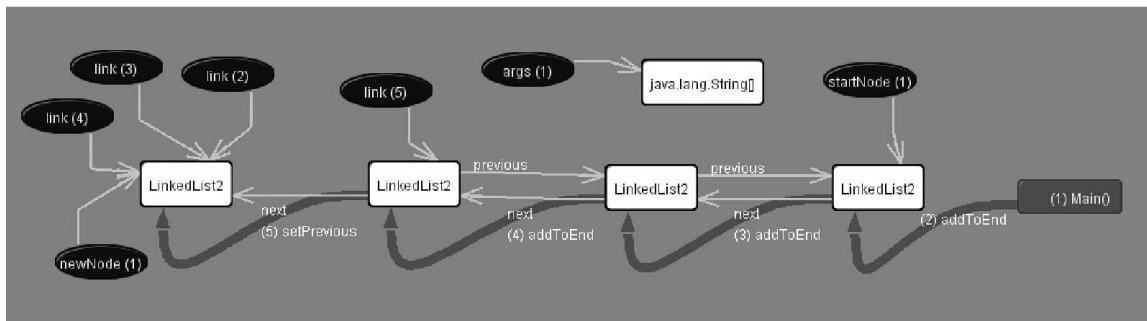 link (3)
link (2)
args (1)
java.lang.String[]
startNode (1)
link (5)
link (4)
previous
previous
LinkedList2
LinkedList2
LinkedList2
LinkedList2
(1) Main()
next
next
next
(2) addToEnd
(5) setPrevious
(4) addToEnd
(3) addToEnd
newNode (1)